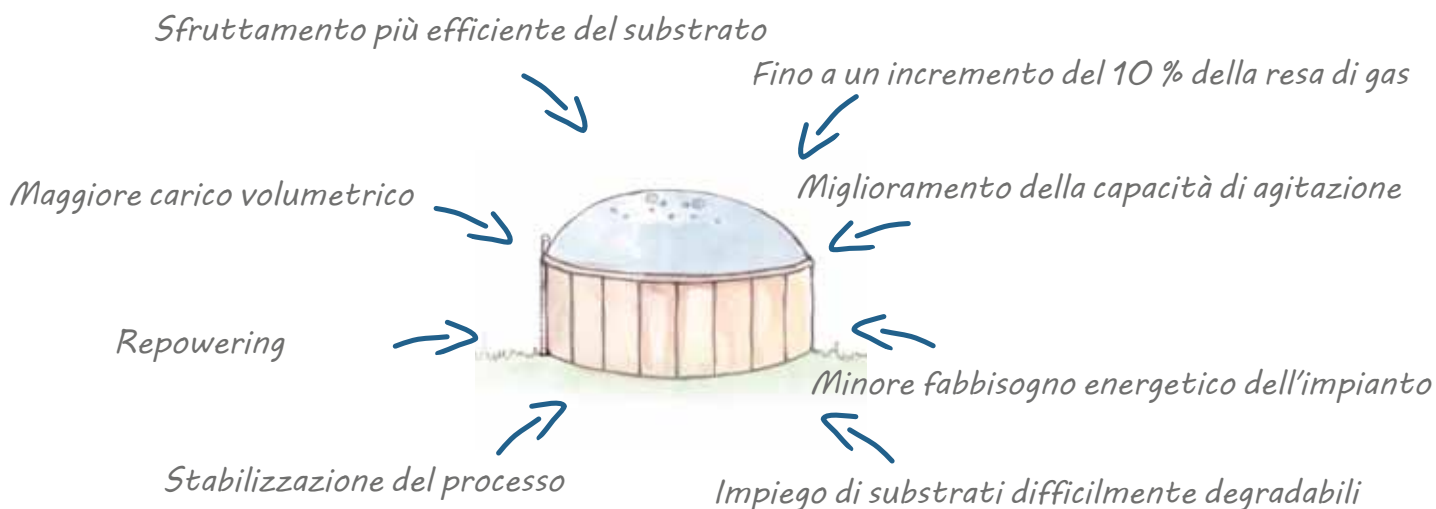 Sfruttamento più efficiente del substrato
Fino a un incremento del 10 % della resa di gas
Maggiore carico volumetrico
Miglioramento della capacità di agitazione
Repowering
Minore fabbisogno energetico dell'impianto
Stabilizzazione del processo
Impiego di substrati difficilmente degradabili